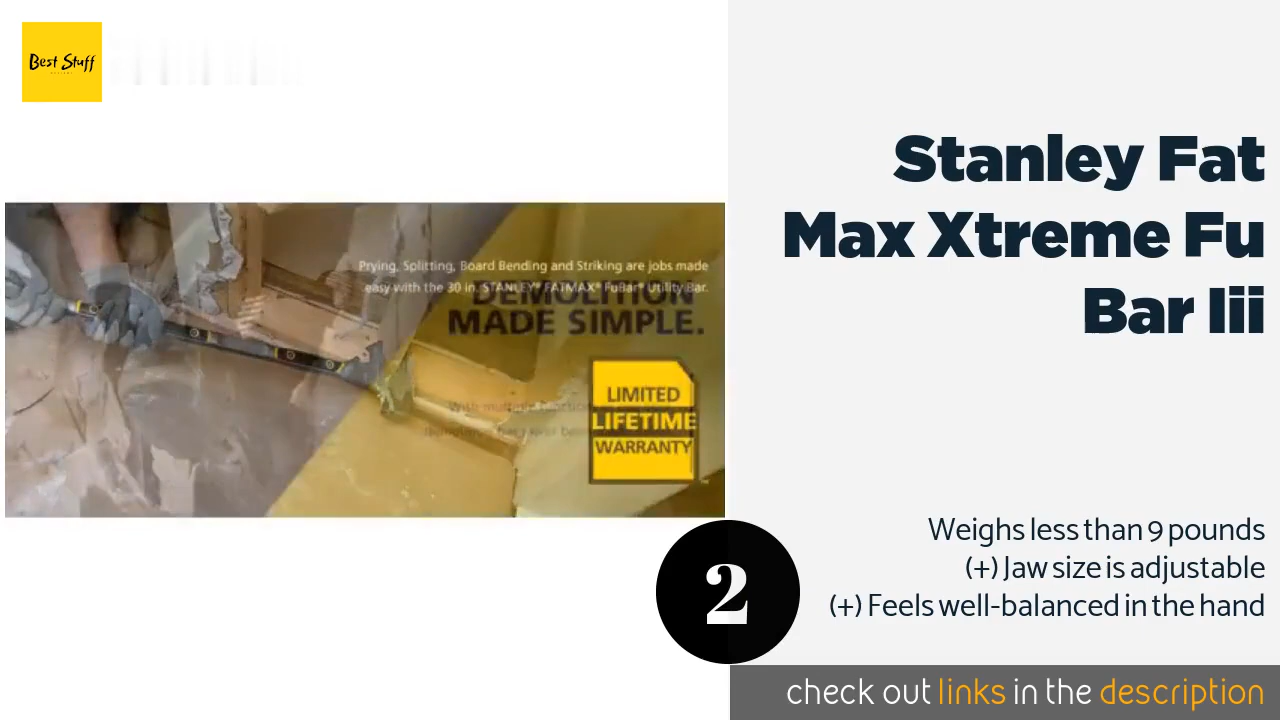 Best Stuff
Stanley Fat
Max Xtreme Fu
Bar Iii
Prying, Splitting, Board Bending and Striking are jobs made
easy with the 30 in. STANLEY® FATMAX® FuBar® Utility Bar.
DEMOLITION
MADE SIMPLE.
LIMITED
LIFETIME
WARRANTY
With multiple
2
Weighs less than 9 pounds
(+) Jaw size is adjustable
(+) Feels well-balanced in the hand
check out links in the description